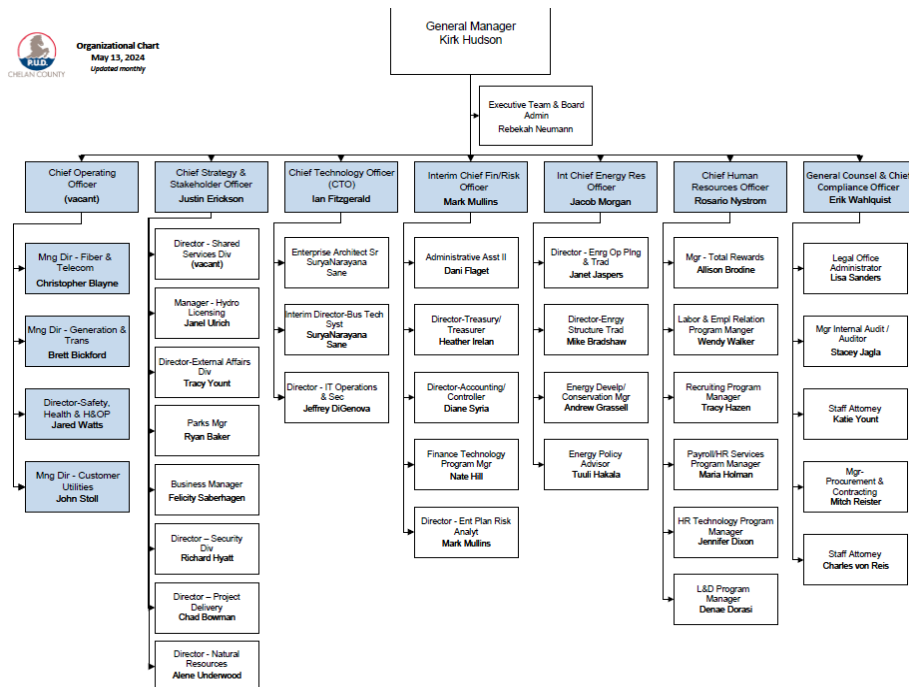 General Manager
Kirk Hudson
P.U.D.
CHELAN COUNTY
Organizational Chart
May 13, 2024
Updated monthly
Executive Team & Board
Admin
Rebekah Neumann
Chief Operating
Officer
(vacant)
Mng Dir - Fiber &
Telecom
Christopher Blayne
Mng Dir - Generation &
Trans
Brett Bickford
Director-Safety,
Health & H&OP
Jared Watts
Mng Dir - Customer
Utilities
John Stoll
Chief Strategy &
Stakeholder Officer
Justin Erickson
Director - Shared
Services Div
(vacant)
Manager - Hydro
Licensing
Janel Ulrich
Director-External Affairs
Div
Tracy Yount
Parks Mgr
Ryan Baker
Business Manager
Felicity Saberhagen
Director – Security
Div
Richard Hyatt
Director – Project
Delivery
Chad Bowman
Director - Natural
Resources
Alene Underwood
Chief Technology Officer
(CTO)
Ian Fitzgerald
Enterprise Architect Sr
SuryaNarayana
Sane
Interim Director-Bus Tech
Syst
SuryaNarayana
Sane
Director - IT Operations
& Sec
Jeffrey DiGenova
Interim Chief Fin/Risk
Officer
Mark Mullins
Administrative Asst II
Dani Flaget
Director-Treasury/
Treasurer
Heather Irelan
Director-Accounting/
Controller
Diane Syria
Finance Technology
Program Mgr
Nate Hill
Director - Ent Plan Risk
Analyt
Mark Mullins
Int Chief Energy Res
Officer
Jacob Morgan
Director - Enrg Op Plng
& Trad
Janet Jaspers
Director-Enrgy
Structure Trad
Mike Bradshaw
Energy Develp/
Conservation Mgr
Andrew Grassell
Energy Policy
Advisor
Tuuli Hakala
Chief Human
Resources Officer
Rosario Nystrom
Mgr - Total Rewards
Allison Brodine
Labor & Empl Relation
Program Manger
Wendy Walker
Recruiting Program
Manager
Tracy Hazen
Payroll/HR Services
Program Manager
Maria Holman
HR Technology Program
Manager
Jennifer Dixon
L&D Program
Manager
Denae Dorasi
General Counsel & Chief
Compliance Officer
Erik Wahlquist
Legal Office
Administrator
Lisa Sanders
Mgr Internal Audit /
Auditor
Stacey Jagla
Staff Attorney
Katie Yount
Mgr-
Procurement &
Contracting
Mitch Reister
Staff Attorney
Charles von Reis